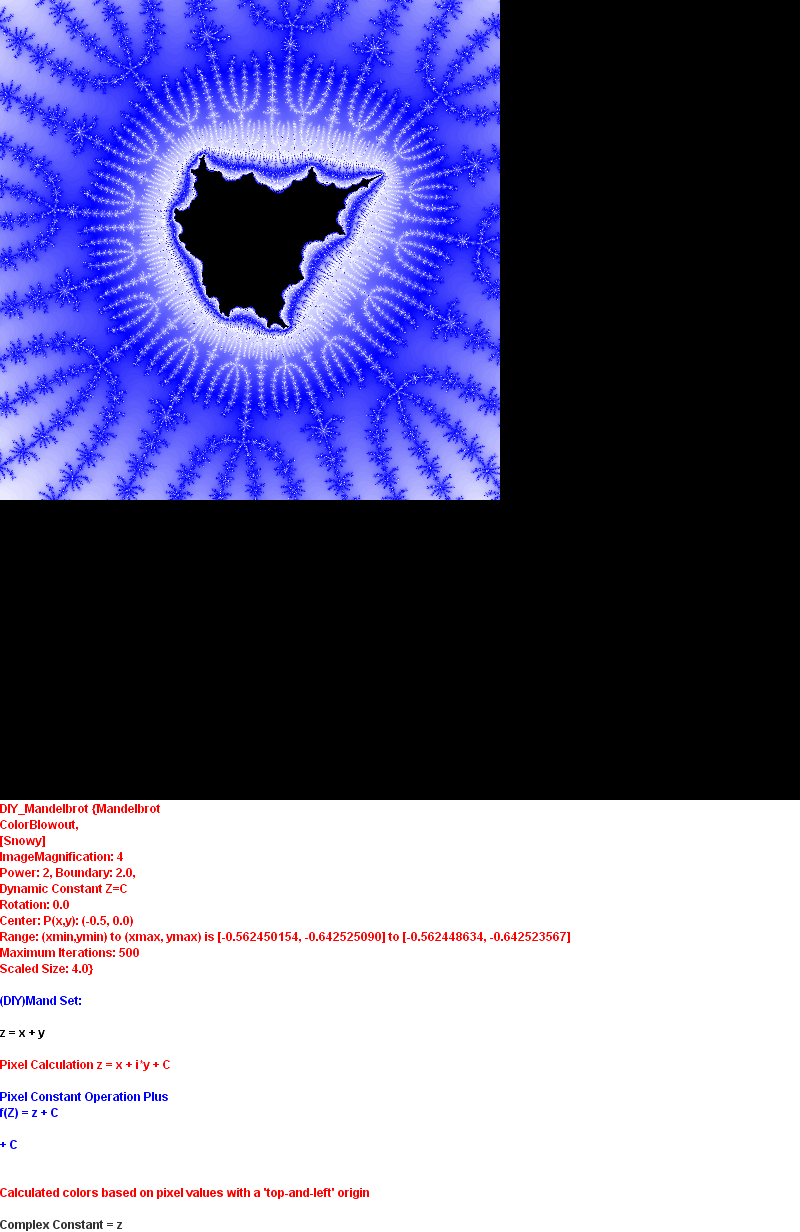 DIY_Mandelbrot {Mandelbrot
ColorBlowout,
[Snowy]
ImageMagnification: 4
Power: 2, Boundary: 2.0,
Dynamic Constant Z=C
Rotation: 0.0
Center: P(x,y): (-0.5, 0.0)
Range: (xmin,ymin) to (xmax, ymax) is [-0.562450154, -0.642525090] to [-0.562448634, -0.642523567]
Maximum Iterations: 500
Scaled Size: 4.0}
(DIY)Mand Set:
z = x + y
Pixel Calculation z = x + i*y + C
Pixel Constant Operation Plus
f(Z) = z + C
+ C
Calculated colors based on pixel values with a 'top-and-left' origin
Complex Constant = z